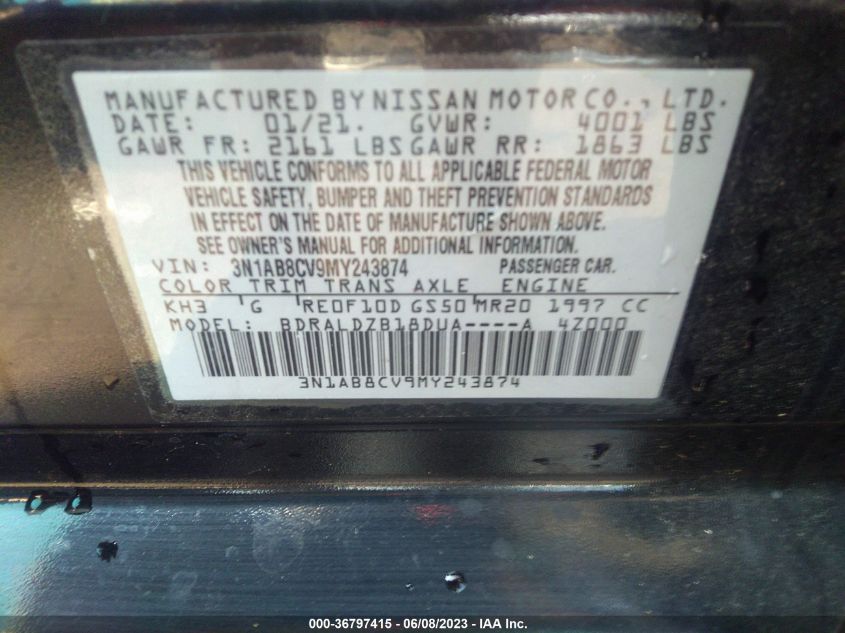 MANUFACTURED BY NISSAN MOTOR CO., LTD.
DATE: 01/21. GVWR: 4001 LBS
GAWR FR: 2161 LBS GAWR RR: 1863 LBS
THIS VEHICLE CONFORMS TO ALL APPLICABLE FEDERAL MOTOR
VEHICLE SAFETY, BUMPER AND THEFT PREVENTION STANDARDS
IN EFFECT ON THE DATE OF MANUFACTURE SHOWN ABOVE.
SEE OWNER'S MANUAL FOR ADDITIONAL INFORMATION.
VIN: 3N1AB8CV9MY243874 PASSENGER CAR.
COLOR TRIM TRANS AXLE ENGINE
KH3 G RE0F10D GS50 MR20 1997 CC
MODEL: BDRALDZB18DUA----A 4Z000
3N1AB8CV9MY243874
000-36797415 - 06/08/2023 - IAA Inc.